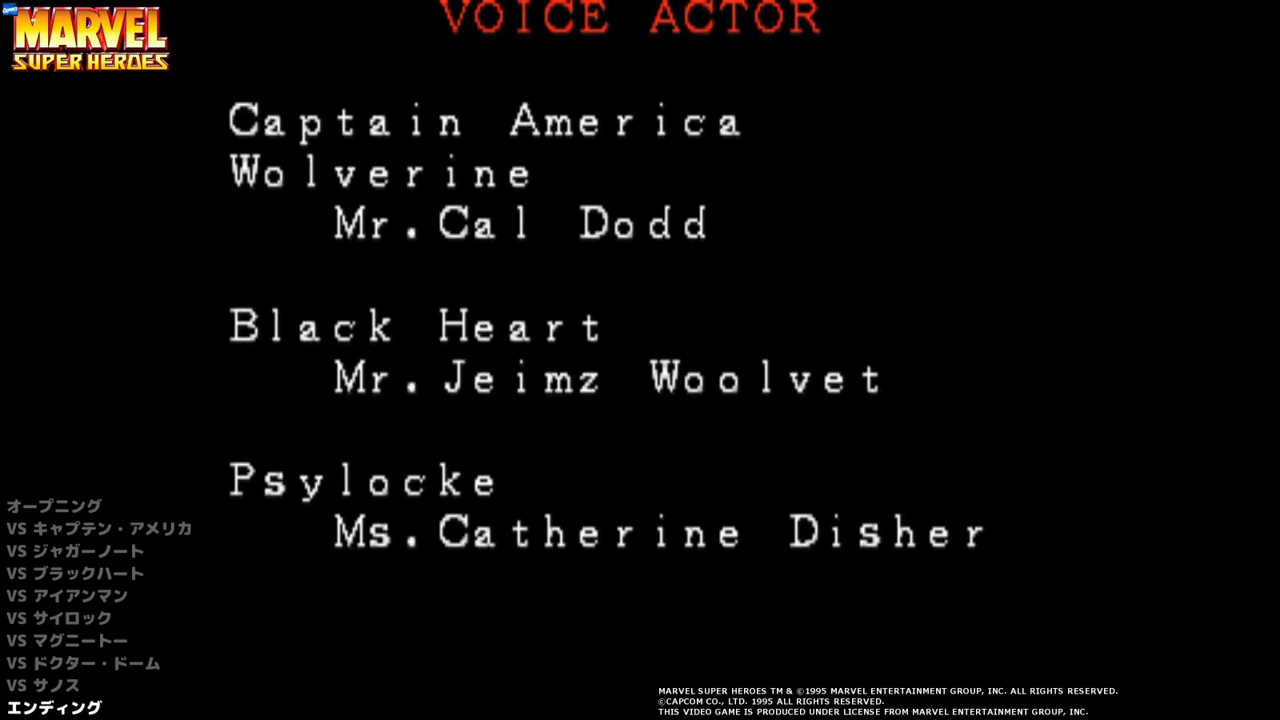 VOICE ACTOR
MARVEL
SUPER HEROES
Captain America
Wolverine
Mr.Cal Dodd
Black Heart
Mr.Jeimz Woolvet
Psylocke
Ms.Catherine Disher
オープニング
VS キャプテン・アメリカ
VS ジャガーノート
VS ブラックハート
VS アイアンマン
VS サイロック
VS マグニートー
VS ドクター・ドーム
VS サノス
エンディング
MARVEL SUPER HEROES TM & ©1995 MARVEL ENTERTAINMENT GROUP, INC. ALL RIGHTS RESERVED.
©CAPCOM CO., LTD. 1995 ALL RIGHTS RESERVED.
THIS VIDEO GAME IS PRODUCED UNDER LICENSE FROM MARVEL ENTERTAINMENT GROUP, INC.